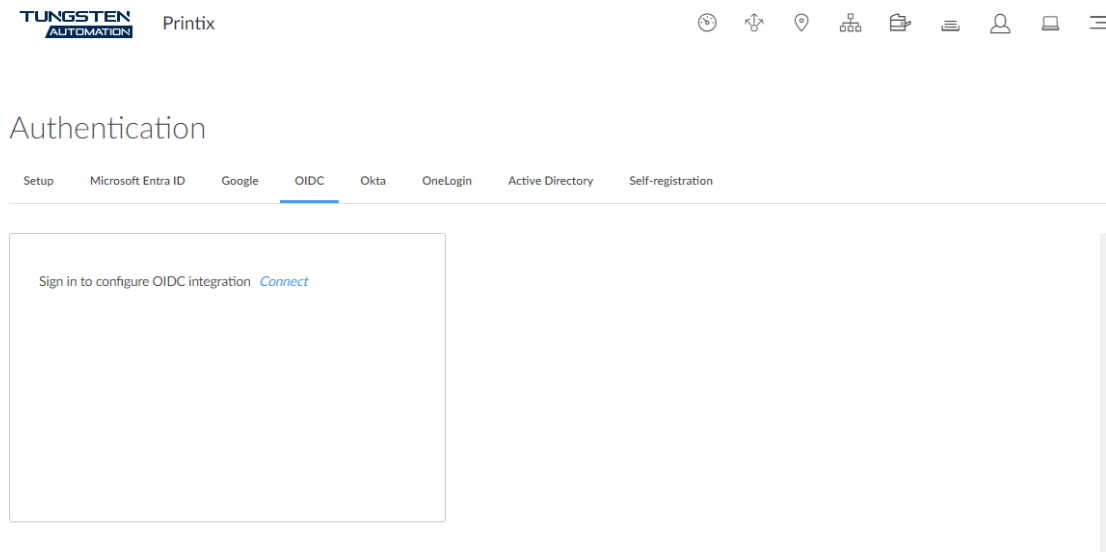 TUNGSTEN
AUTOMATION
Printix
Authentication
Setup Microsoft Entra ID Google OIDC Okta OneLogin Active Directory Self-registration
Sign in to configure OIDC integration Connect